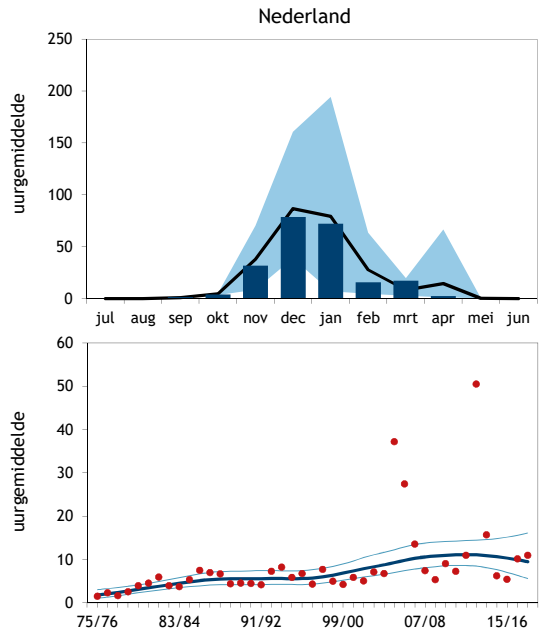 Nederland
uurgemiddelde
250
200
150
100
50
0
jul aug sep okt nov dec jan feb mrt apr mei jun
uurgemiddelde
60
50
40
30
20
10
0
75/76 83/84 91/92 99/00 07/08 15/16